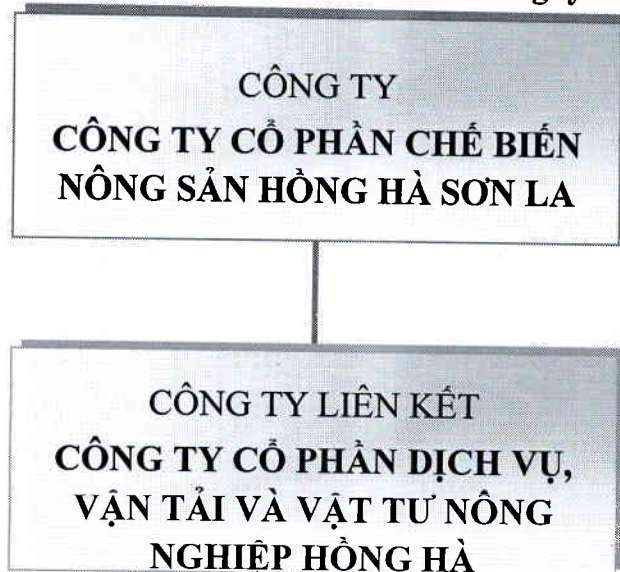 CÔNG TY
CÔNG TY CỔ PHẦN CHẾ BIẾN
NÔNG SẢN HỒNG HÀ SƠN LA
CÔNG TY LIÊN KẾT
CÔNG TY CỔ PHẦN DỊCH VỤ,
VẬN TẢI VÀ VẬT TƯ NÔNG
NGHIỆP HỒNG HÀ